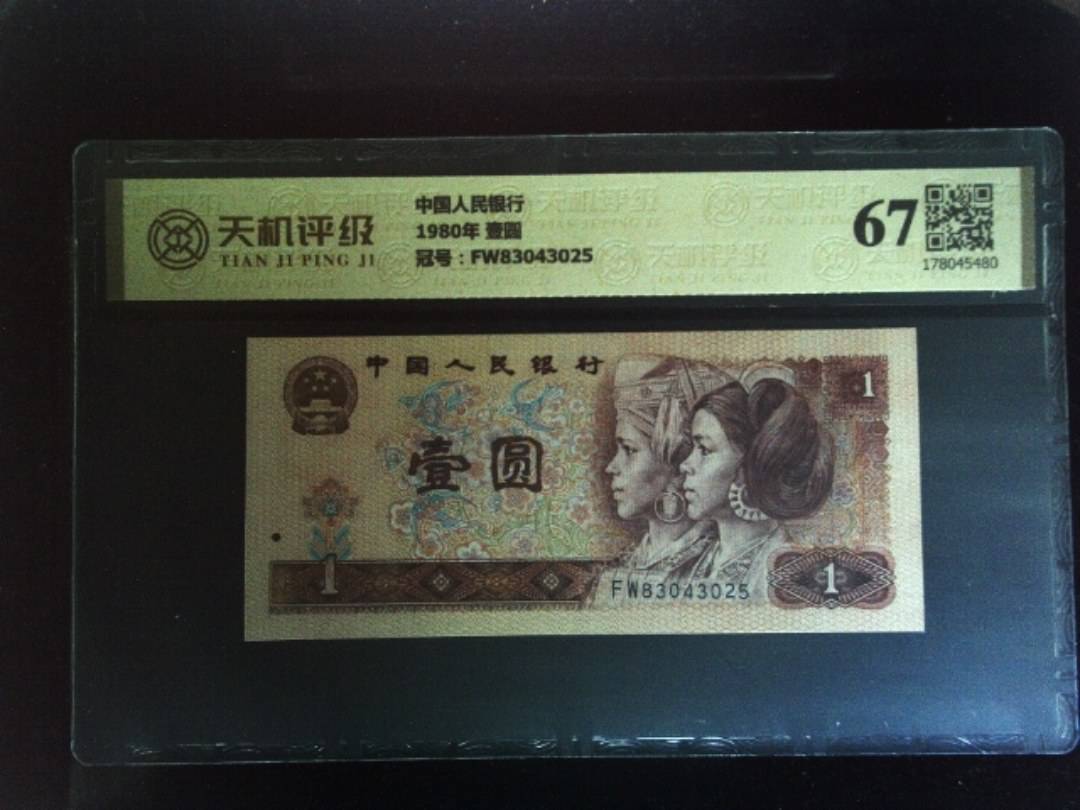 天机评级
TIAN JI PING JI
中国人民银行
1980年 壹圆
冠号：FW83043025
67
178045480
中国人民银行
1
壹圆
1
FW83043025
1